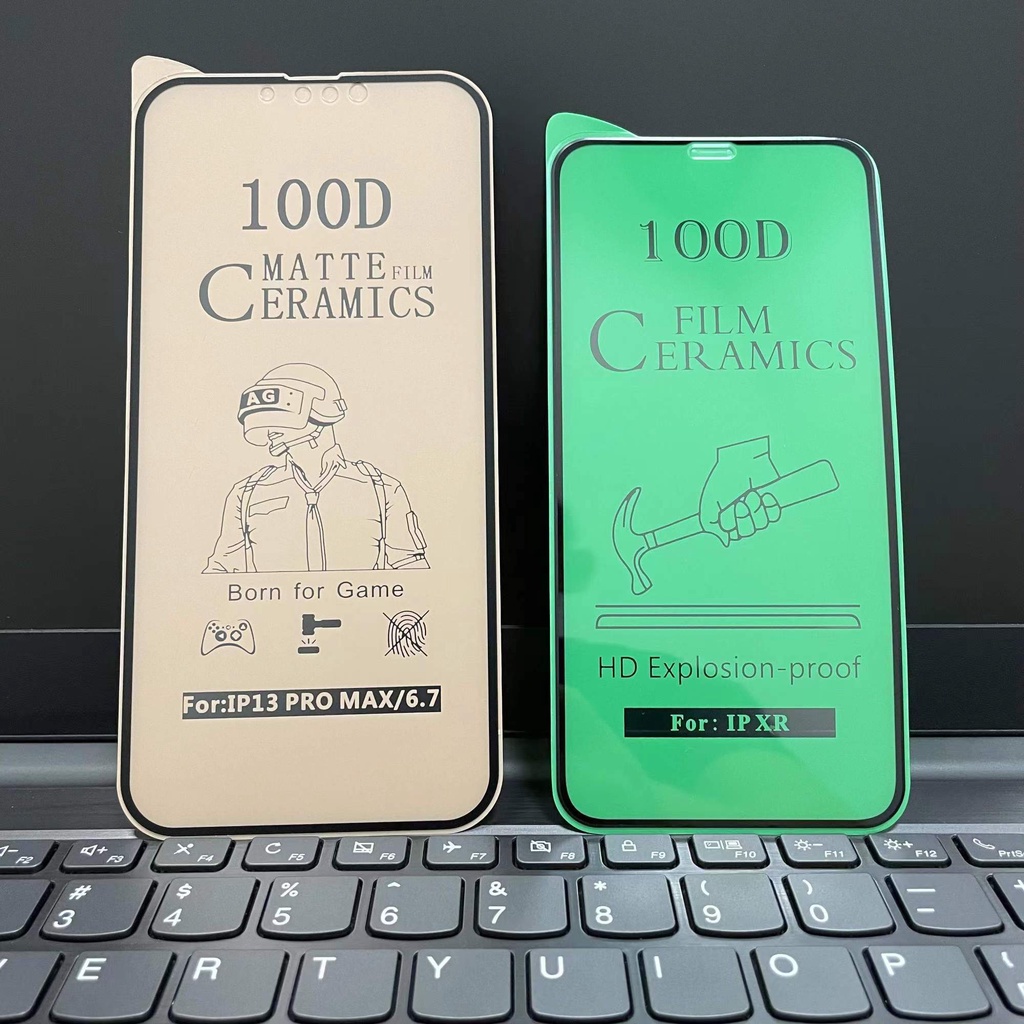 100D
MATTE FILM
CERAMICS
AG
Born for Game
For:IP13 PRO MAX/6.7
100D
FILM
CERAMICS
HD Explosion-proof
For: IP XR
F2 F3 F4 F5 F6 F7 F8 F9 F10 F11 F12 PrtSc
# $ % ^ & * ( ) —
3 4 5 6 7 8 9 0 -
Y E R T Y U I O P {